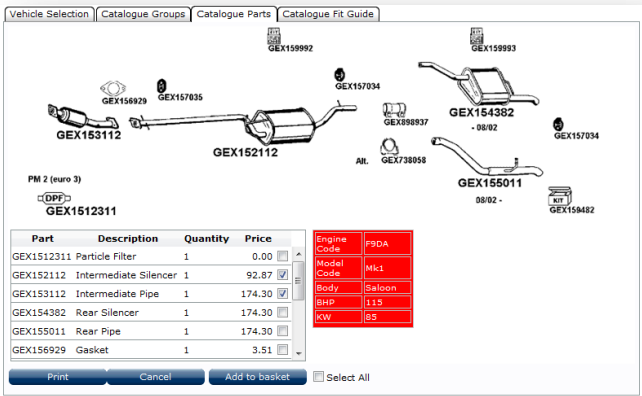 Vehicle Selection Catalogue Groups Catalogue Parts Catalogue Fit Guide
GEX159992 GEX159993
GEX156929 GEX157035 GEX157034
GEX153112 GEX152112 GEX898937 GEX154382
- 08/02
GEX157034
Alt. GEX738058
GEX155011
08/02 -
KIT
GEX159482
PM 2 (euro 3)
DPF
GEX1512311
Part Description Quantity Price
GEX1512311 Particle Filter 1 0.00
GEX152112 Intermediate Silencer 1 92.87
GEX153112 Intermediate Pipe 1 174.30
GEX154382 Rear Silencer 1 174.30
GEX155011 Rear Pipe 1 174.30
GEX156929 Gasket 1 3.51
Engine Code F9DA
Model Code Mk1
Body Saloon
BHP 115
KW 85
Print Cancel Add to basket Select All